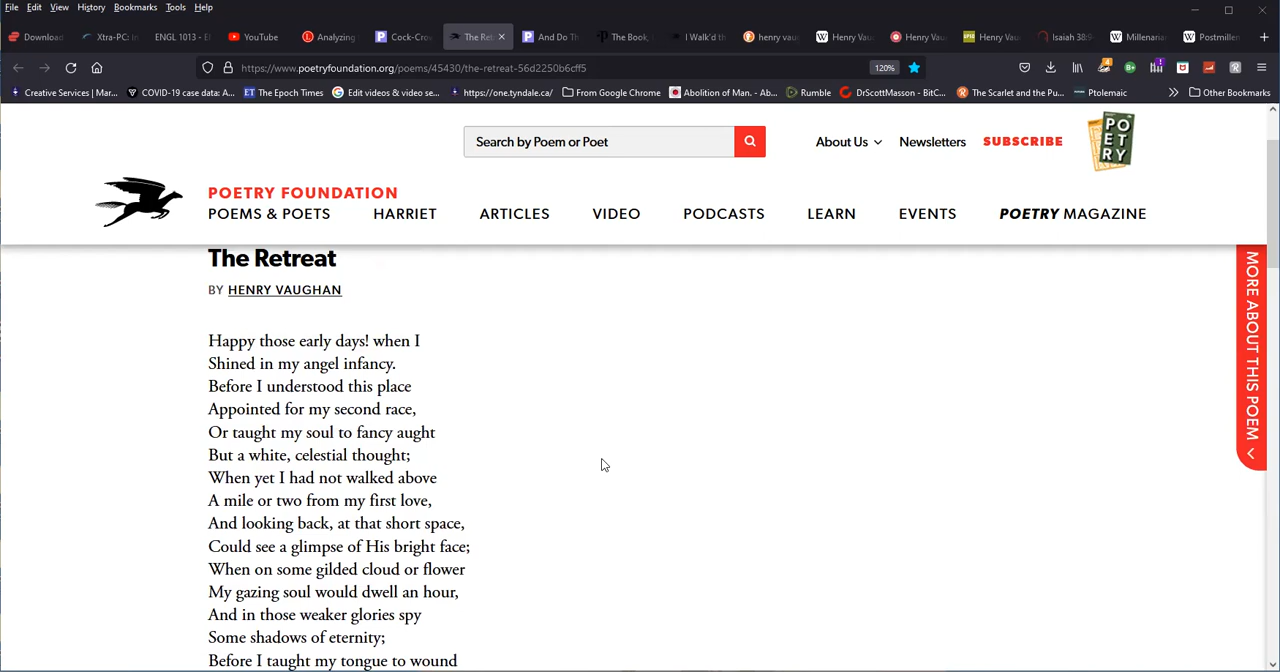 File Edit View History Bookmarks Tools Help
Download Xtra-PC: In ENGL 1013 - El YouTube Analyzing Cock-Crow The Ret And Do Th The Book, I Walk'd th henry vau Henry Vau Henry Vau Henry Vau Isaiah 38:9 Millenaria Postmiller
https://www.poetryfoundation.org/poems/45430/the-retreat-56d2250b6cff5 120%
Creative Services | Mar... COVID-19 case data: A... The Epoch Times Edit videos & video se... https://one.tyndale.ca/ From Google Chrome Abolition of Man. - Ab... Rumble DrScottMasson - BitC... The Scarlet and the Pu... Ptolemaic Other Bookmarks
Search by Poem or Poet About Us Newsletters SUBSCRIBE POETRY
POETRY FOUNDATION
POEMS & POETS HARRIET ARTICLES VIDEO PODCASTS LEARN EVENTS POETRY MAGAZINE
The Retreat
BY HENRY VAUGHAN
MORE ABOUT THIS POEM
Happy those early days! when I
Shined in my angel infancy.
Before I understood this place
Appointed for my second race,
Or taught my soul to fancy aught
But a white, celestial thought;
When yet I had not walked above
A mile or two from my first love,
And looking back, at that short space,
Could see a glimpse of His bright face;
When on some gilded cloud or flower
My gazing soul would dwell an hour,
And in those weaker glories spy
Some shadows of eternity;
Before I taught my tongue to wound